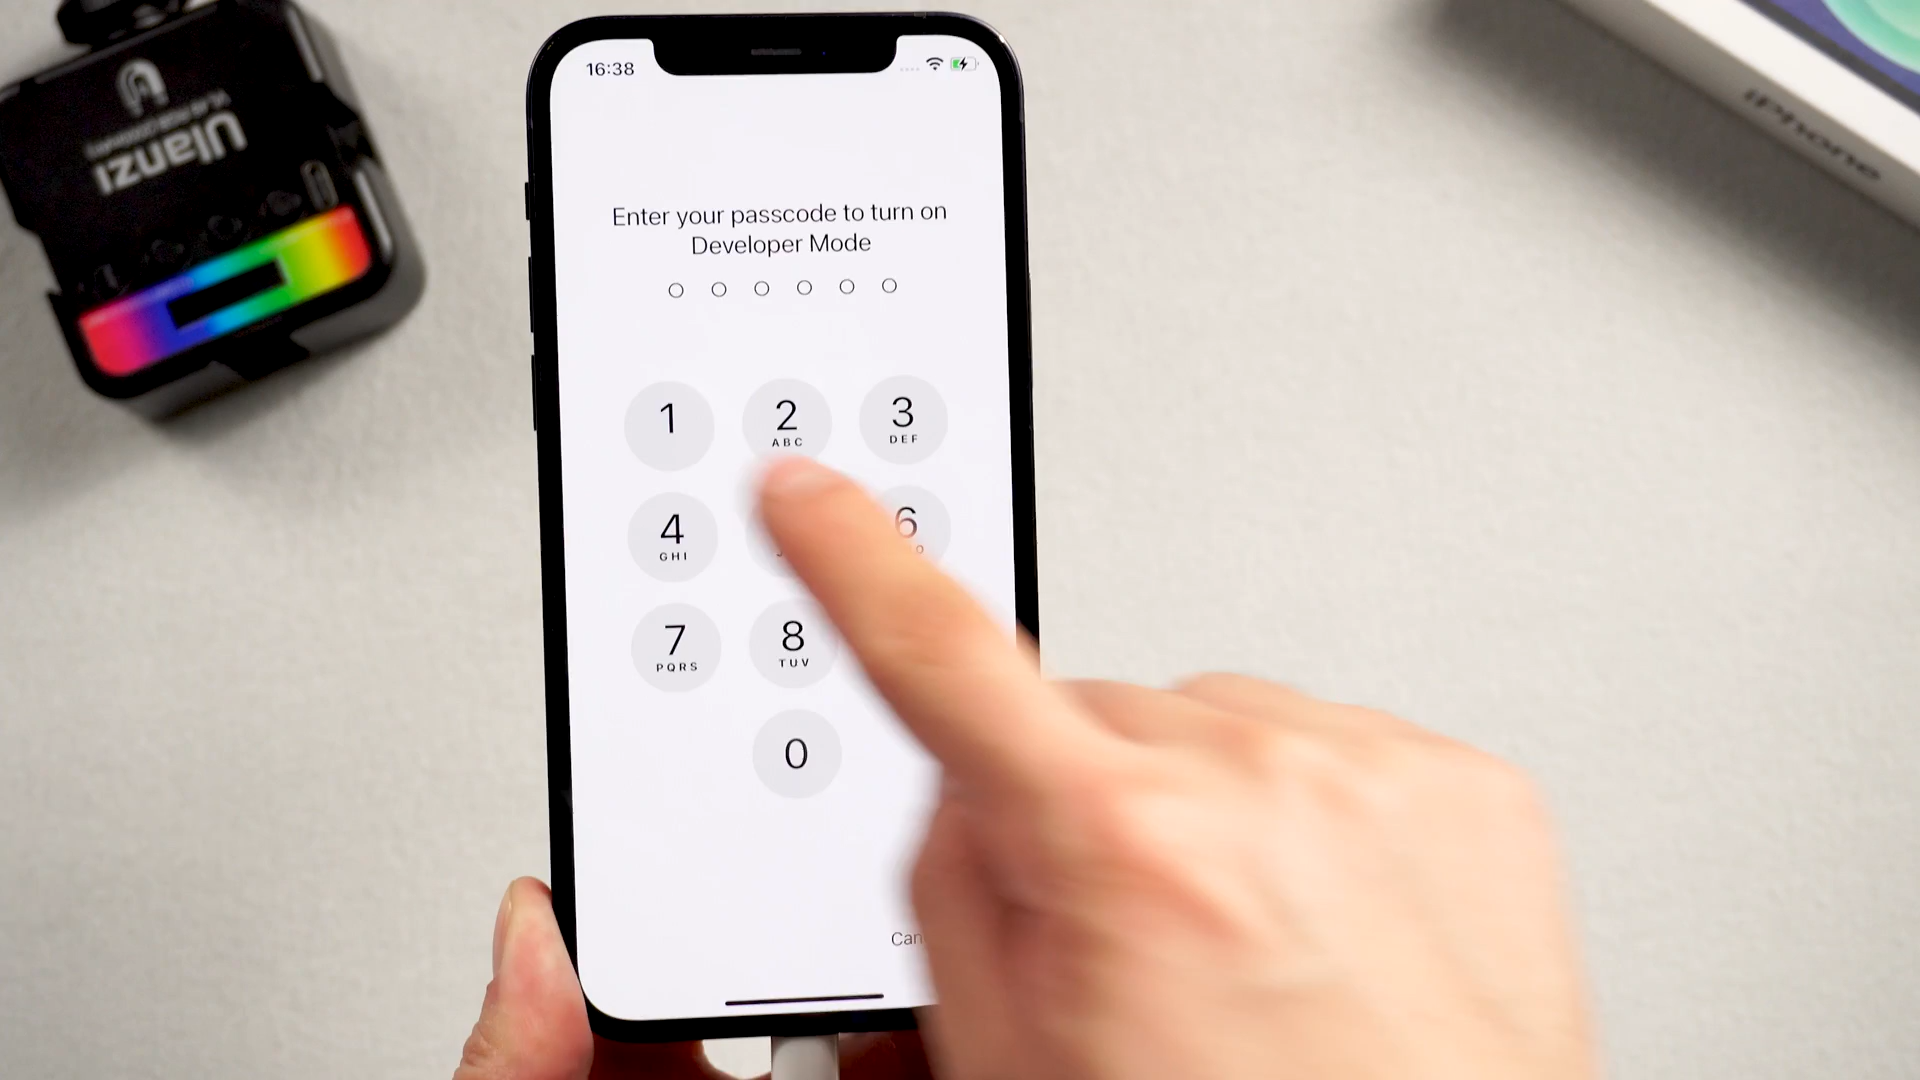 Ulanzi
iPhone
16:38
Enter your passcode to turn on
Developer Mode
1
2
ABC
3
DEF
4
GHI
6
7
PQRS
8
TUV
0
Can